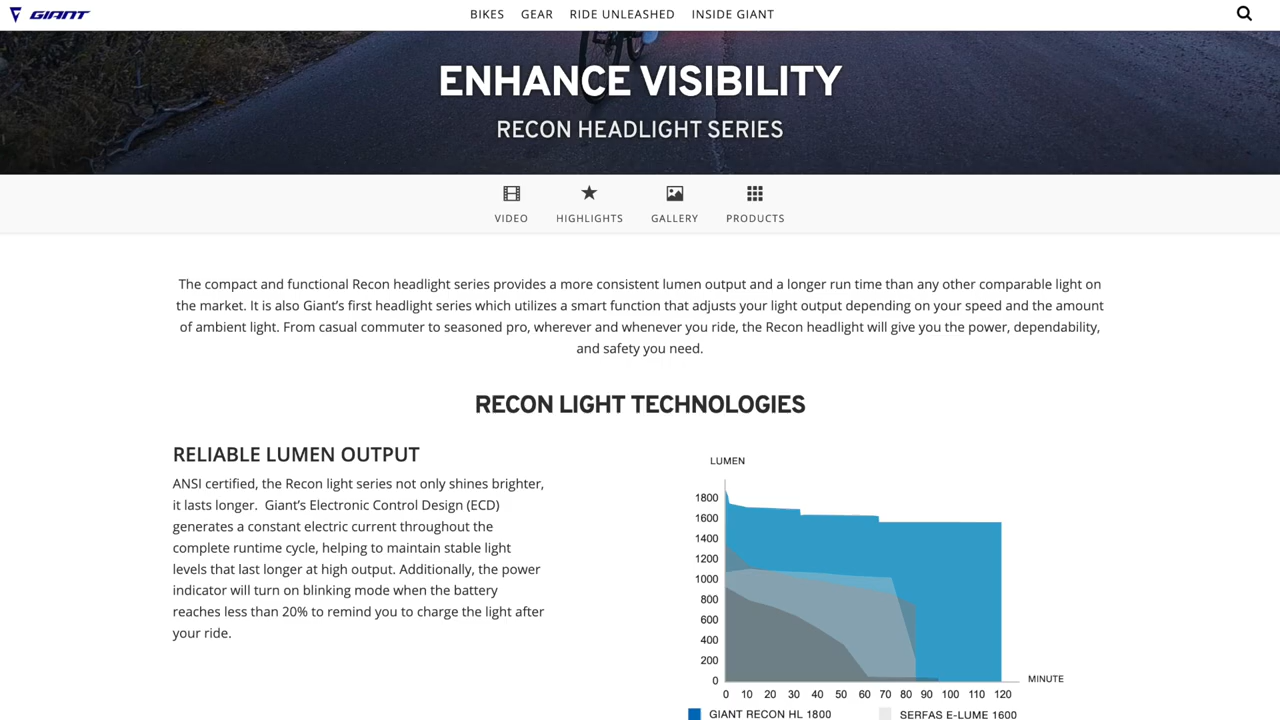 GIANT
BIKES GEAR RIDE UNLEASHED INSIDE GIANT
ENHANCE VISIBILITY
RECON HEADLIGHT SERIES
VIDEO HIGHLIGHTS GALLERY PRODUCTS
The compact and functional Recon headlight series provides a more consistent lumen output and a longer run time than any other comparable light on
the market. It is also Giant’s first headlight series which utilizes a smart function that adjusts your light output depending on your speed and the amount
of ambient light. From casual commuter to seasoned pro, wherever and whenever you ride, the Recon headlight will give you the power, dependability,
and safety you need.
RECON LIGHT TECHNOLOGIES
RELIABLE LUMEN OUTPUT
ANSI certified, the Recon light series not only shines brighter,
it lasts longer. Giant’s Electronic Control Design (ECD)
generates a constant electric current throughout the
complete runtime cycle, helping to maintain stable light
levels that last longer at high output. Additionally, the power
indicator will turn on blinking mode when the battery
reaches less than 20% to remind you to charge the light after
your ride.
LUMEN
1800
1600
1400
1200
1000
800
600
400
200
0
MINUTE
0 10 20 30 40 50 60 70 80 90 100 110 120
GIANT RECON HL 1800 SERFAS E-LUME 1600